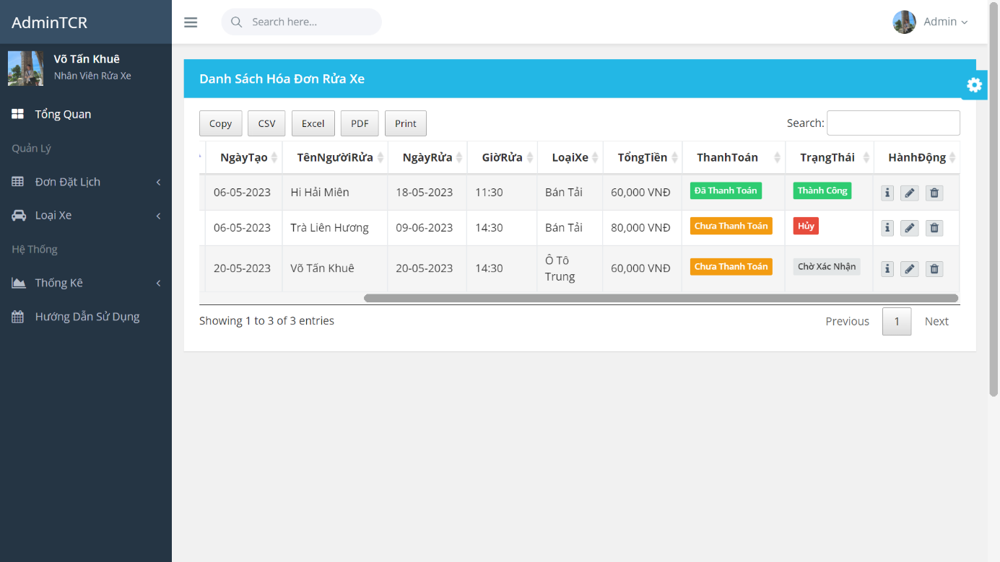 AdminTCR
Search here...
Admin
Võ Tấn Khuê
Nhân Viên Rửa Xe
Tổng Quan
Quản Lý
Đơn Đặt Lịch
Loại Xe
Hệ Thống
Thống Kê
Hướng Dẫn Sử Dụng
Danh Sách Hóa Đơn Rửa Xe
Copy CSV Excel PDF Print Search:
NgàyTạo TênNgườiRửa NgàyRửa GiờRửa LoạiXe TổngTiền ThanhToán TrạngThái HànhĐộng
06-05-2023 Hi Hải Miên 18-05-2023 11:30 Bán Tải 60,000 VNĐ Đã Thanh Toán Thành Công
06-05-2023 Trà Liên Hương 09-06-2023 14:30 Bán Tải 80,000 VNĐ Chưa Thanh Toán Hủy
20-05-2023 Võ Tấn Khuê 20-05-2023 14:30 Ô Tô Trung 60,000 VNĐ Chưa Thanh Toán Chờ Xác Nhận
Showing 1 to 3 of 3 entries
Previous 1 Next